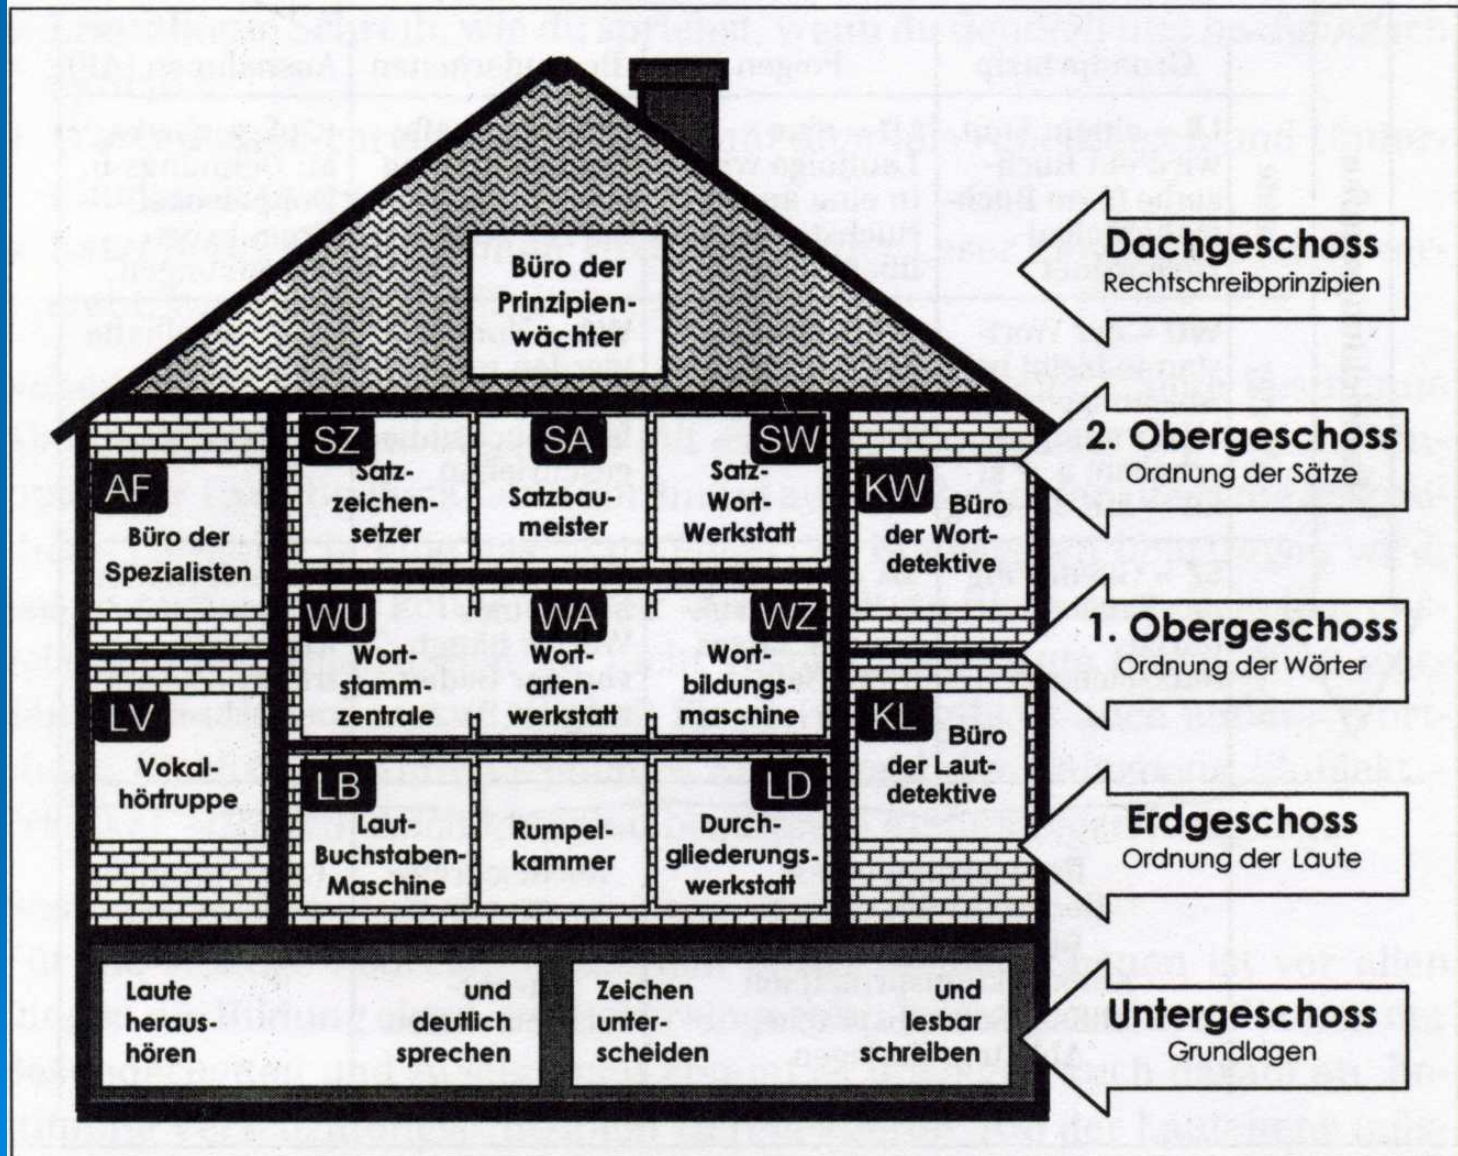 Büro der
Prinzipien-
wächter
Dachgeschoss
Rechtschreibprinzipien
AF
Büro der
Spezialisten
SZ
Satz-
zeichen-
setzer
SA
Satzbau-
meister
SW
Satz-
Wort-
Werkstatt
KW
Büro
der Wort-
detektive
2. Obergeschoss
Ordnung der Sätze
WU
Wort-
stamm-
zentrale
WA
Wort-
arten-
werkstatt
WZ
Wort-
bildungs-
maschine
1. Obergeschoss
Ordnung der Wörter
LV
Vokal-
hörtruppe
LB
Laut-
Buchstaben-
Maschine
Rumpel-
kammer
LD
Durch-
gliederungs-
werkstatt
KL
Büro
der Laut-
detektive
Erdgeschoss
Ordnung der Laute
Laute
heraus-
hören
und
deutlich
sprechen
Zeichen
unter-
scheiden
und
lesbar
schreiben
Untergeschoss
Grundlagen